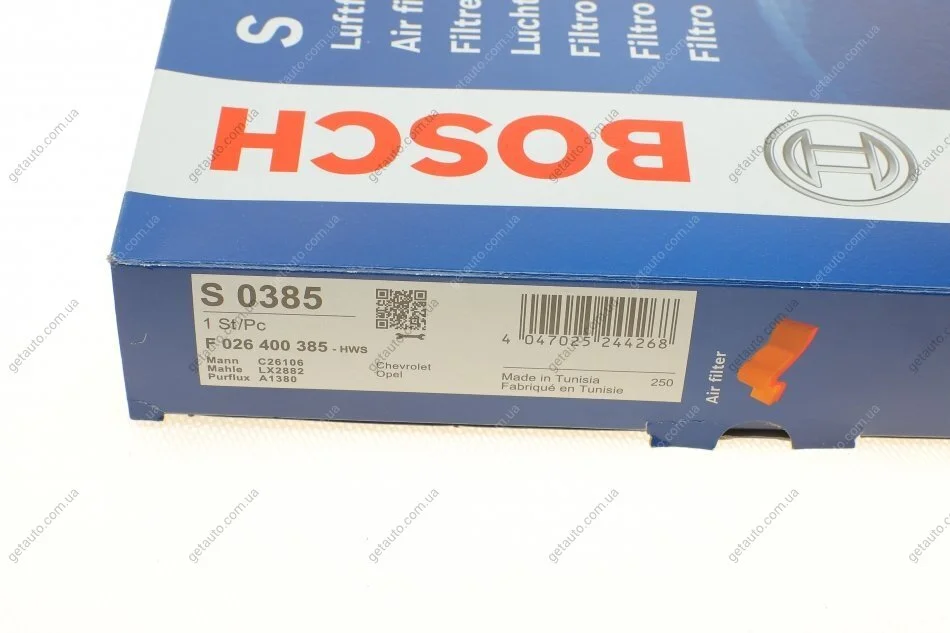 S
Luft
Air fi
Filtre
Lucht
Filtro
Filtro
Filtro
BOSCH
S 0385
1 St/Pc
F 026 400 385 - HWS
Mann C26106
Mahle LX2882
Purflux A1380
Chevrolet
Opel
4 047025 244268
Made in Tunisia
Fabriqué en Tunisie
250
Air filter
getauto.com.ua